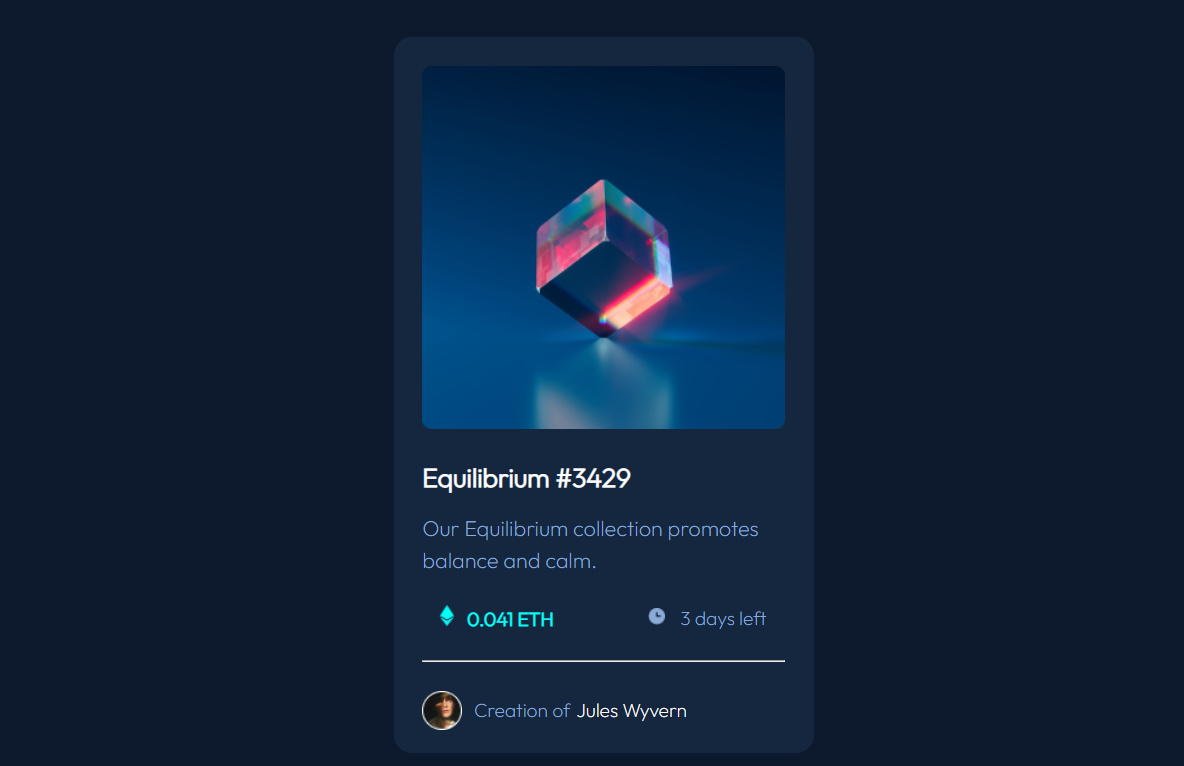 Equilibrium #3429
Our Equilibrium collection promotes
balance and calm.
0.041 ETH
3 days left
Creation of Jules Wyvern